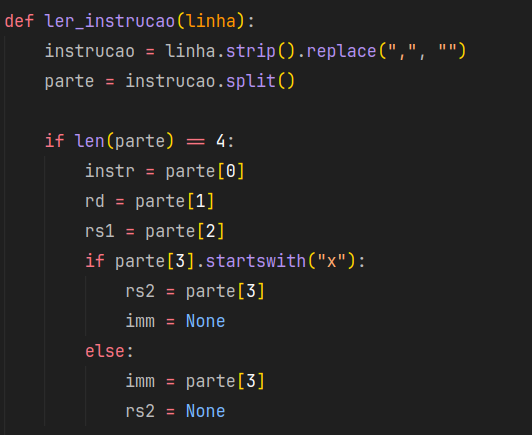 def ler_instrucao(linha):
    instrucao = linha.strip().replace(",", "")
    parte = instrucao.split()

    if len(parte) == 4:
        instr = parte[0]
        rd = parte[1]
        rs1 = parte[2]
        if parte[3].startswith("x"):
            rs2 = parte[3]
            imm = None
        else:
            imm = parte[3]
            rs2 = None